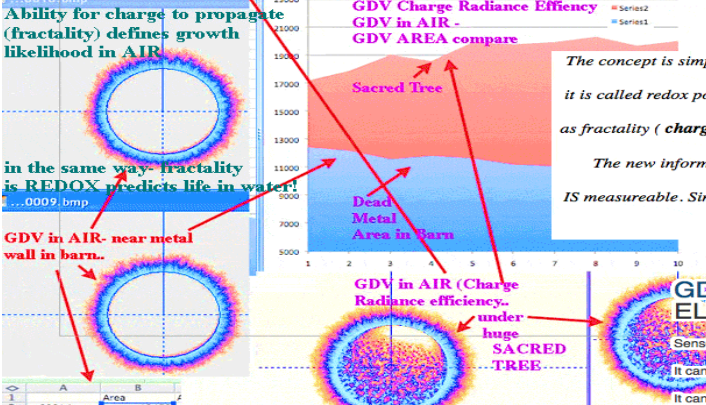 Ability for charge to propagate
(fractality) defines growth
likelihood in AIR
in the same way- fractality
is REDOX predicts life in water!
...0009.bmp
GDV in AIR- near metal
wall in barn..
A B
1 Area
GDV Charge Radiance Effiency
GDV in AIR -
GDV AREA compare
Series2
Series1
21000
19000
17000
15000
13000
11000
9000
7000
5000
1 2 3 4 5 6 7 8 9 10
Sacred Tree
Dead
Metal
Area in Barn
The concept is simp
it is called redox po
as fractality ( charg
The new inform
IS measureable. Sin
GDV in AIR (Charge
Radiance efficiency..
under
huge
SACRED
TREE
EL
Sens
It can
It can